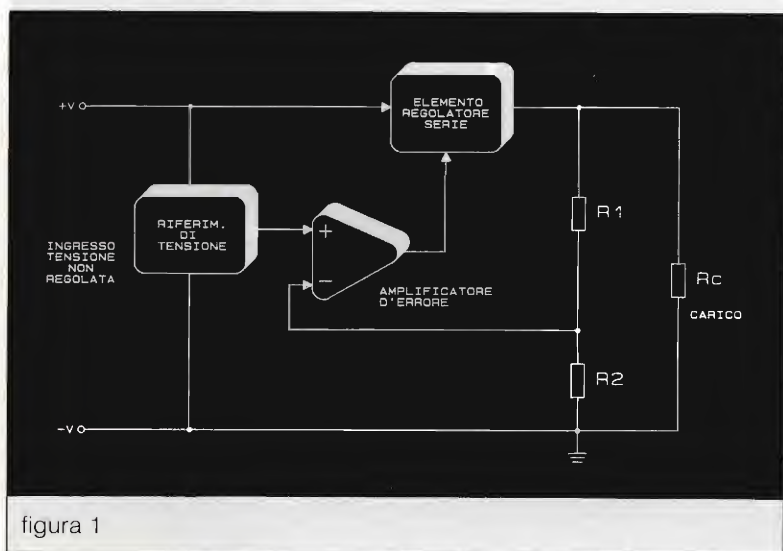 +V
ELEMENTO
REGOLATORE
SERIE
R1
RIFERIM.
DI
TENSIONE
INGRESSO
TENSIONE
NON
REGOLATA
+
-
AMPLIFICATORE
D'ERRORE
Rc
CARICO
R2
-V
figura 1